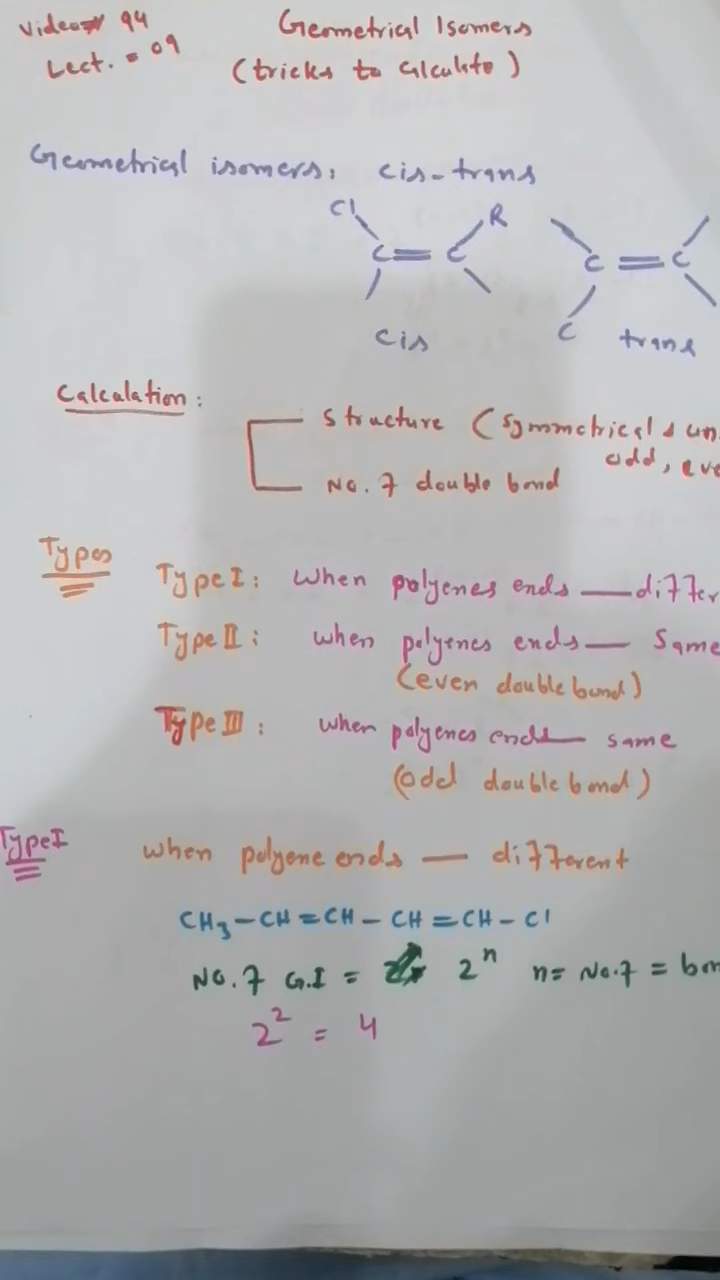 Video # 94
Lect. = 09
Geometrical Isomers
(tricks to calculate)
Geometrical isomers: cis-trans
Cl R
C=C
cis
C=C
C
trans
Calculation:
Structure (Symmetrical & un
odd, eve
No. of double bond
Types
Type I: When polyenes ends — differ
Type II: when polyenes ends — Same
(even double bond)
Type III: when polyenes ends — same
(odd double bond)
Type I when polyene ends — different
CH3-CH=CH-CH=CH-Cl
No. of G.I = 2^n n= No. of = bon
2^2 = 4